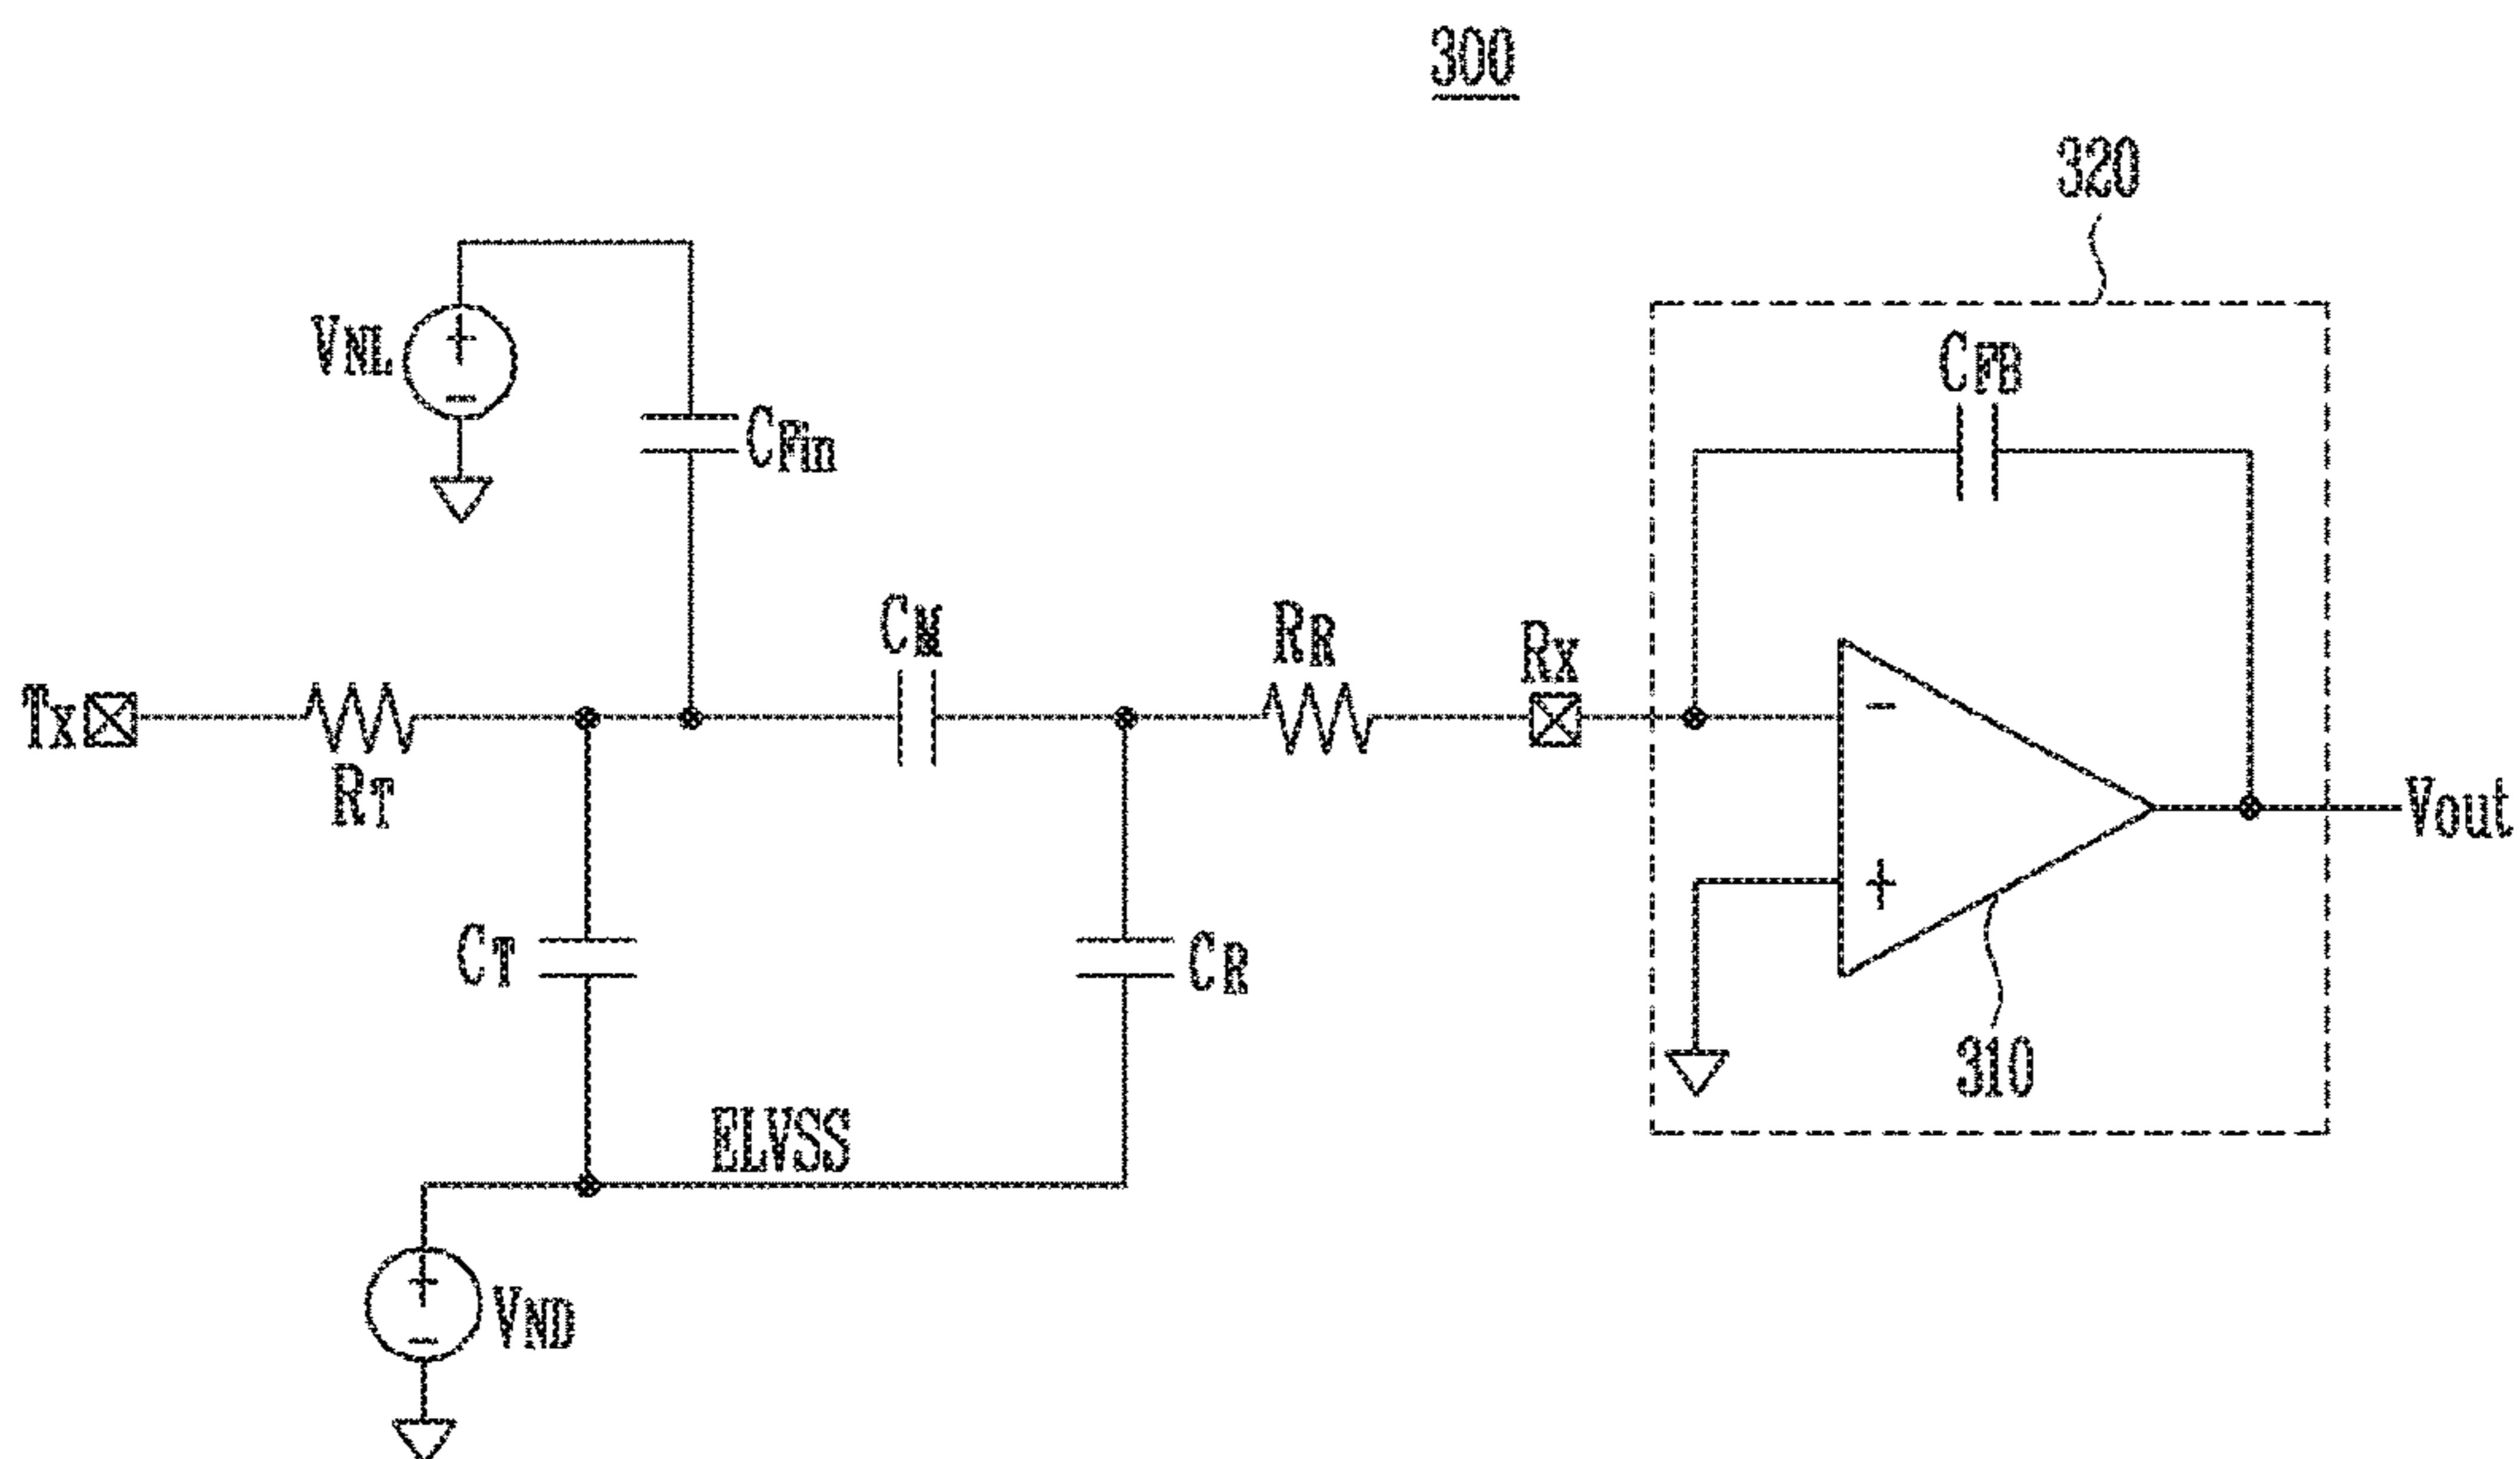 300
320
VNL
+
-
CFin
CFB
CM
RR
Rx
Tx
RT
-
+
Vout
CT
CR
310
ELVSS
+
-
VND